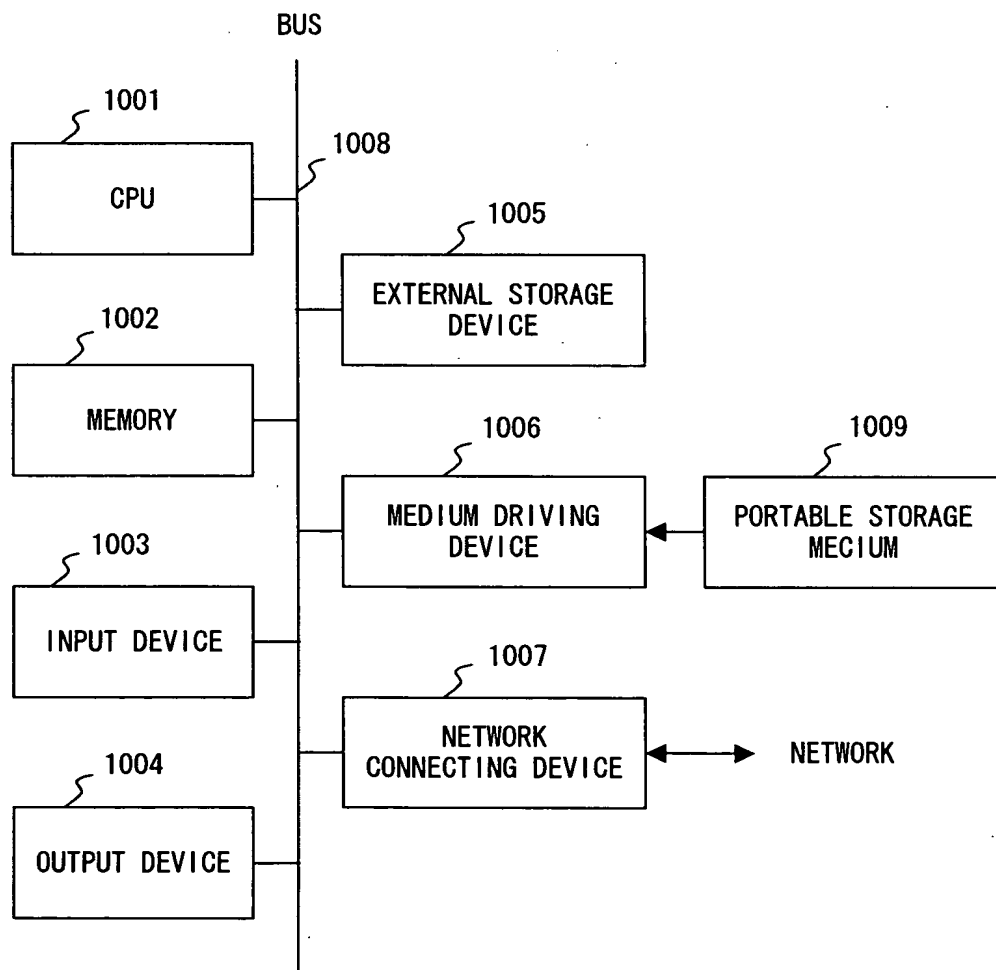 BUS
1001
CPU
1008
1005
EXTERNAL STORAGE
DEVICE
1002
MEMORY
1006
MEDIUM DRIVING
DEVICE
1009
PORTABLE STORAGE
MECIUM
1003
INPUT DEVICE
1007
NETWORK
CONNECTING DEVICE
NETWORK
1004
OUTPUT DEVICE